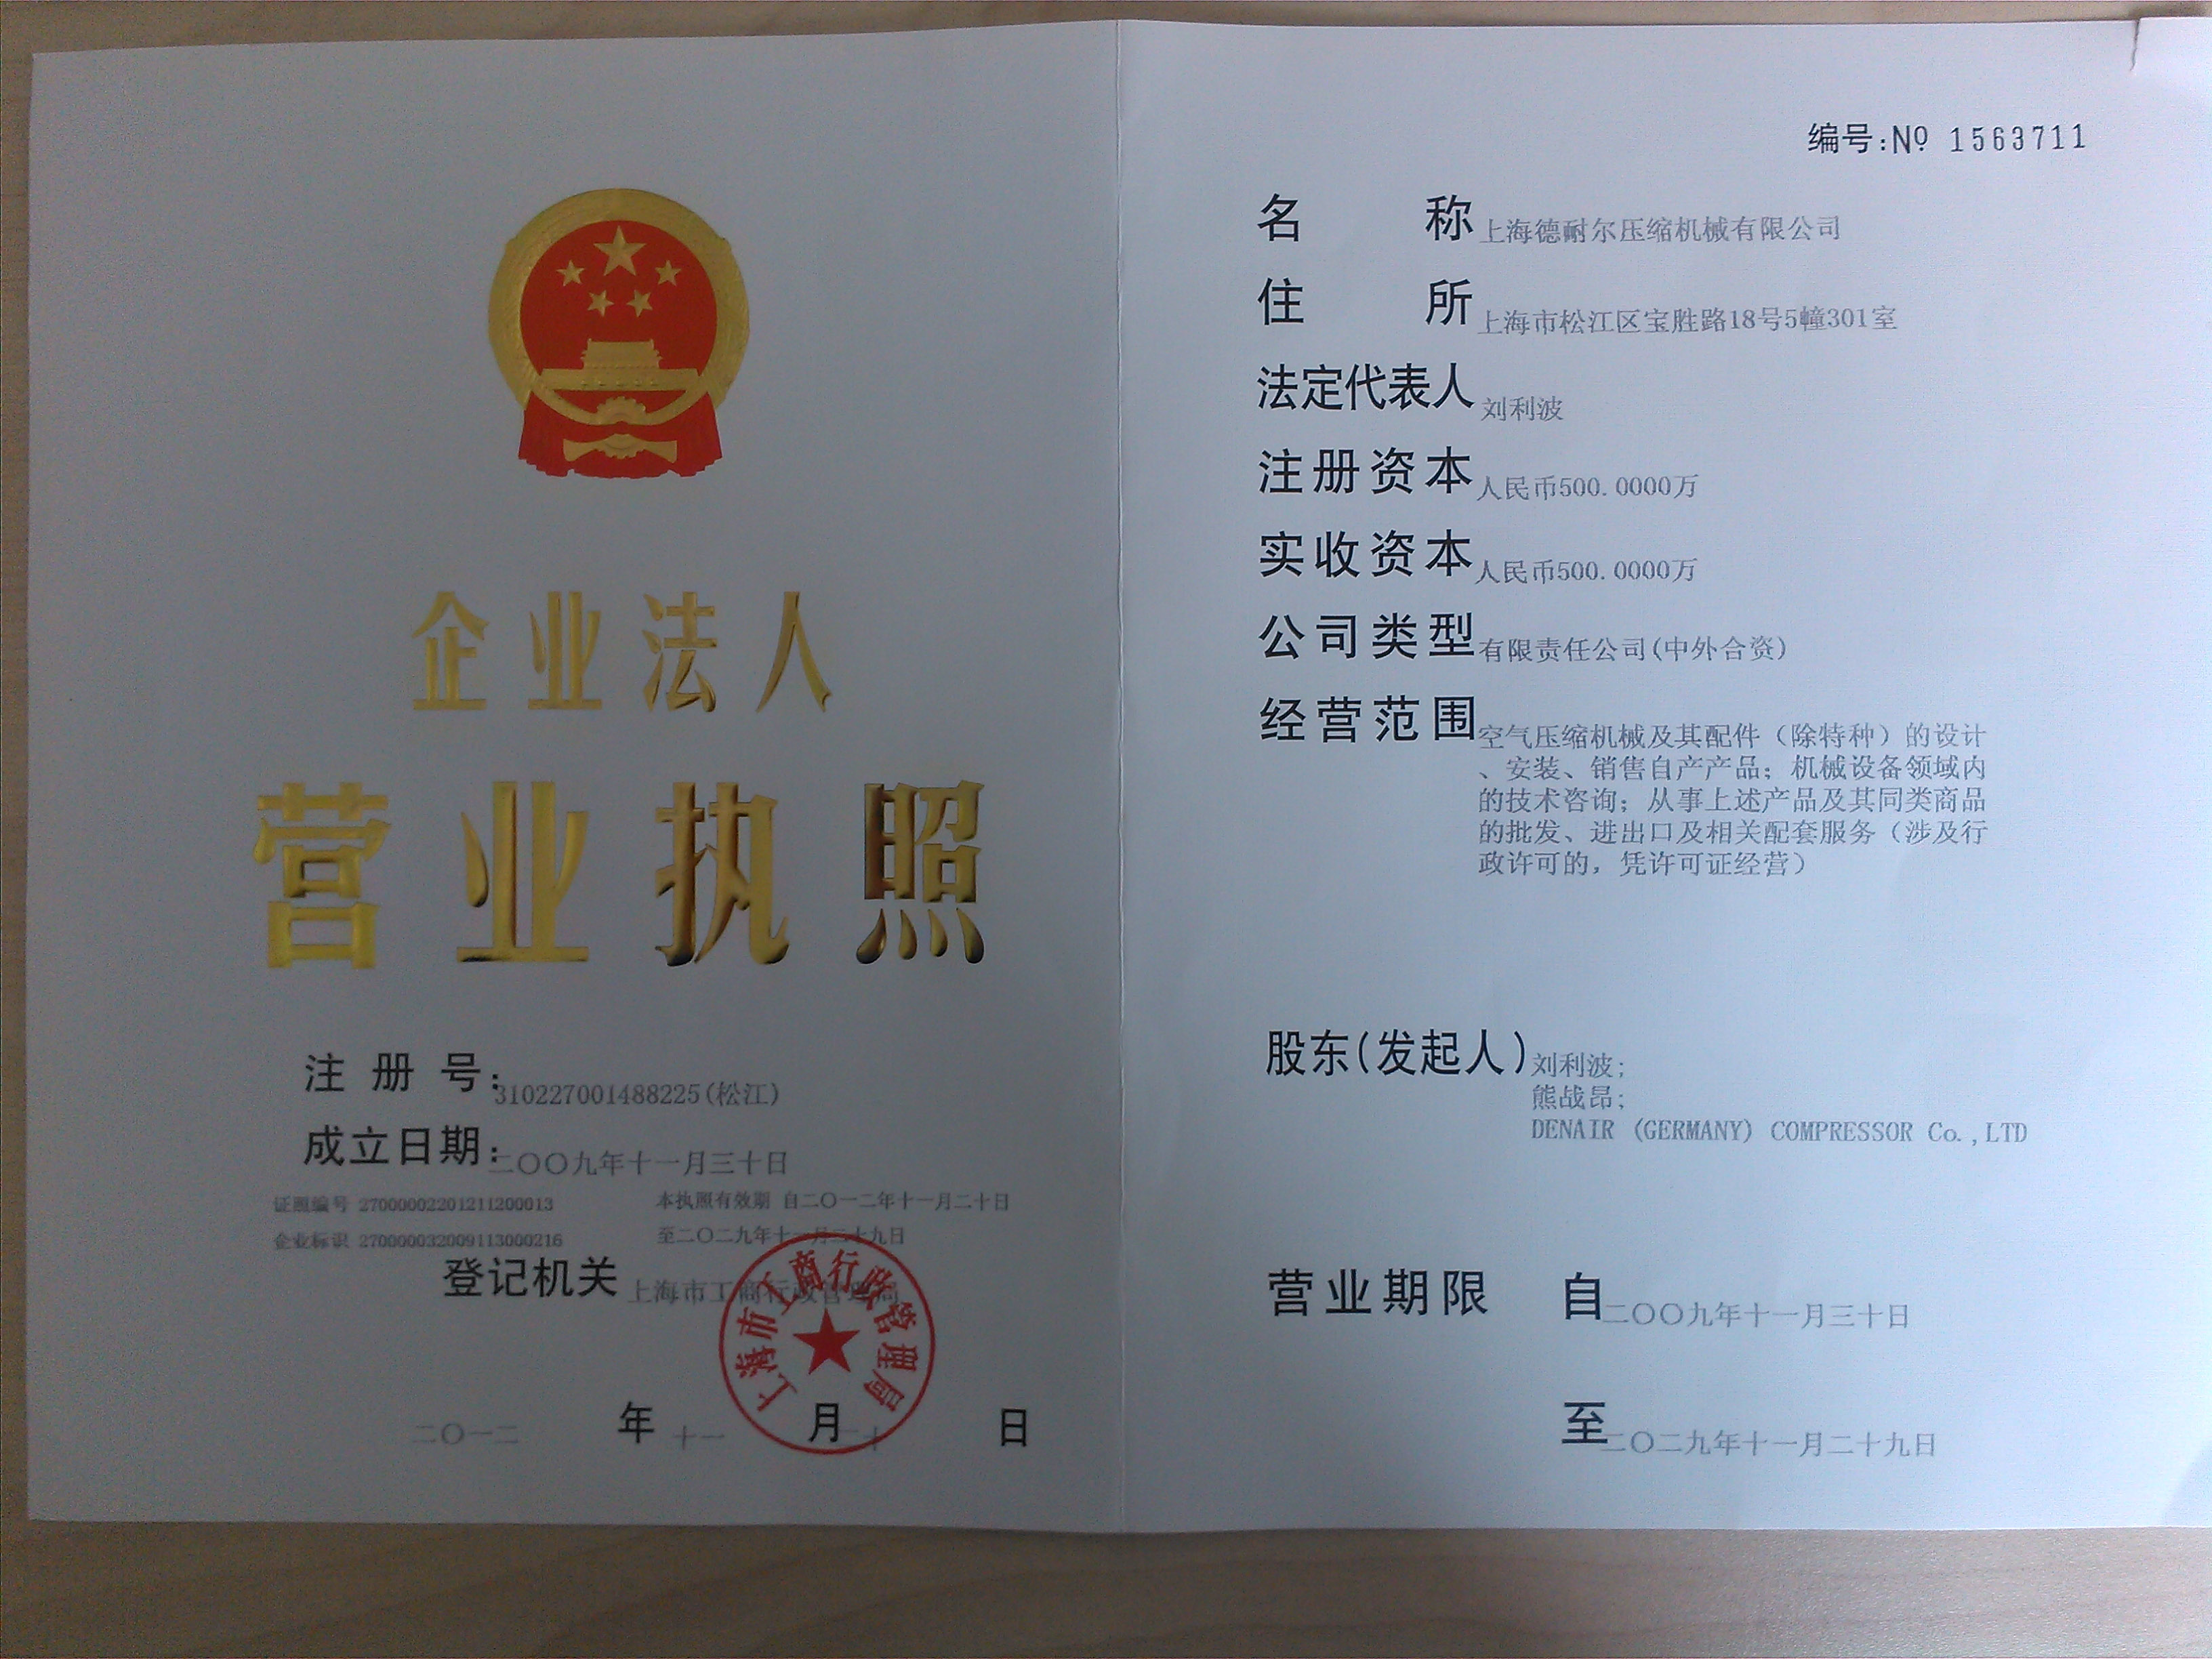 企业法人
营业执照
注册号:310227001488225(松江)
成立日期:二〇〇九年十一月三十日
证照编号 27000002201211200013
本执照有效期 自二〇一二年十一月二十日
企业标识 270000032009113000216
至二〇二九年十一月二十九日
登记机关 上海市工商行政管理局
上海市工商行政管理局
二〇一二 年 十一 月 二十 日
编号:Nº 1563711
名称 上海德耐尔压缩机械有限公司
住所 上海市松江区宝胜路18号5幢301室
法定代表人 刘利波
注册资本 人民币500.0000万
实收资本 人民币500.0000万
公司类型 有限责任公司(中外合资)
经营范围 空气压缩机械及其配件（除特种）的设计
、安装、销售自产产品；机械设备领域内
的技术咨询；从事上述产品及其同类商品
的批发、进出口及相关配套服务（涉及行
政许可的，凭许可证经营）
股东(发起人) 刘利波;
熊战昂;
DENAIR (GERMANY) COMPRESSOR Co.,LTD
营业期限 自二〇〇九年十一月三十日
至二〇二九年十一月二十九日